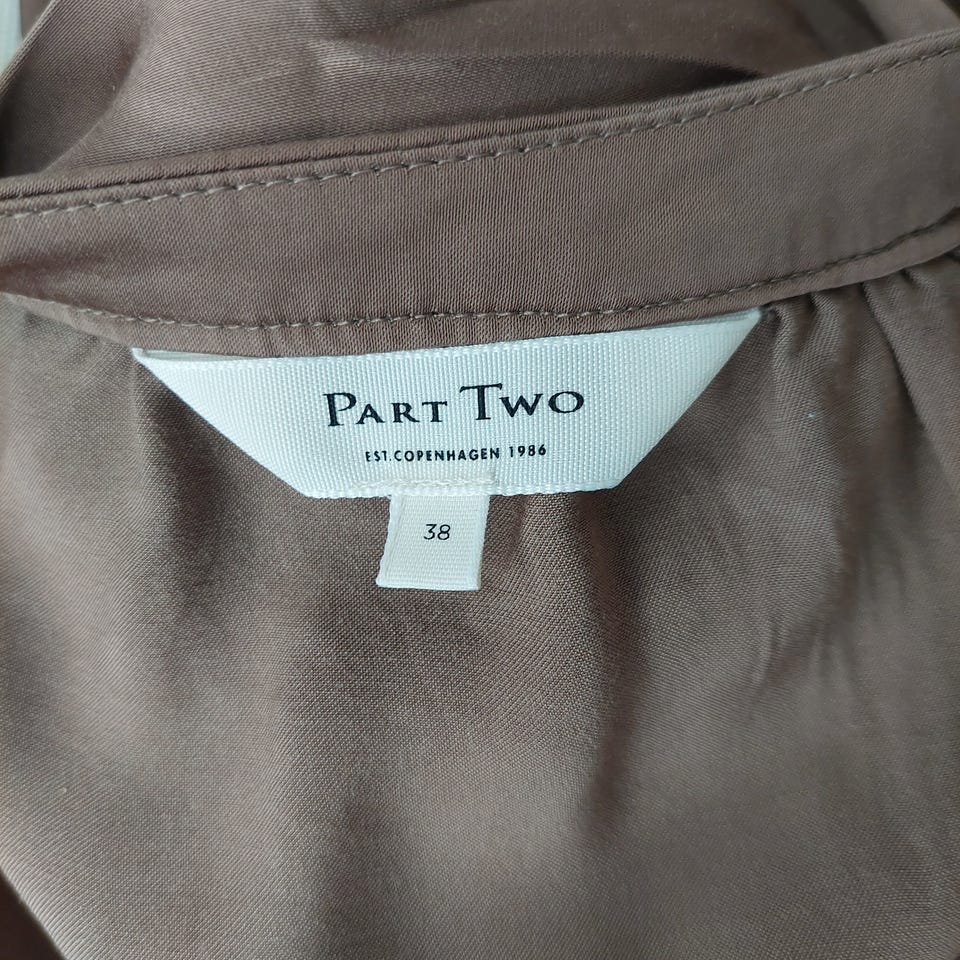 PART TWO
EST. COPENHAGEN 1986
38